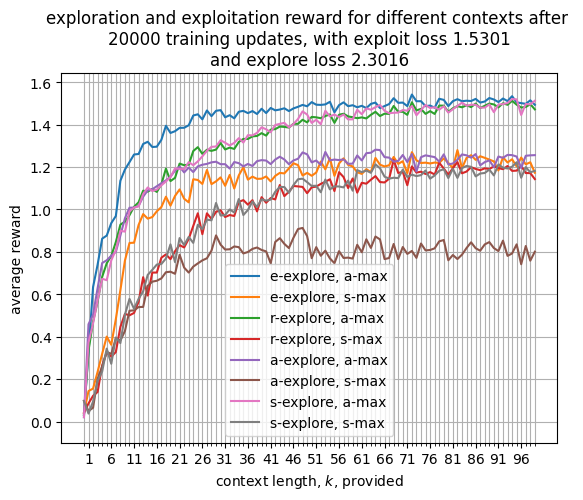 exploration and exploitation reward for different contexts after
20000 training updates, with exploit loss 1.5301
and explore loss 2.3016
1.6
1.4
1.2
1.0
0.8
0.6
0.4
0.2
0.0
average reward
e-explore, a-max
e-explore, s-max
r-explore, a-max
r-explore, s-max
a-explore, a-max
a-explore, s-max
s-explore, a-max
s-explore, s-max
1 6 11 16 21 26 31 36 41 46 51 56 61 66 71 76 81 86 91 96
context length, k, provided